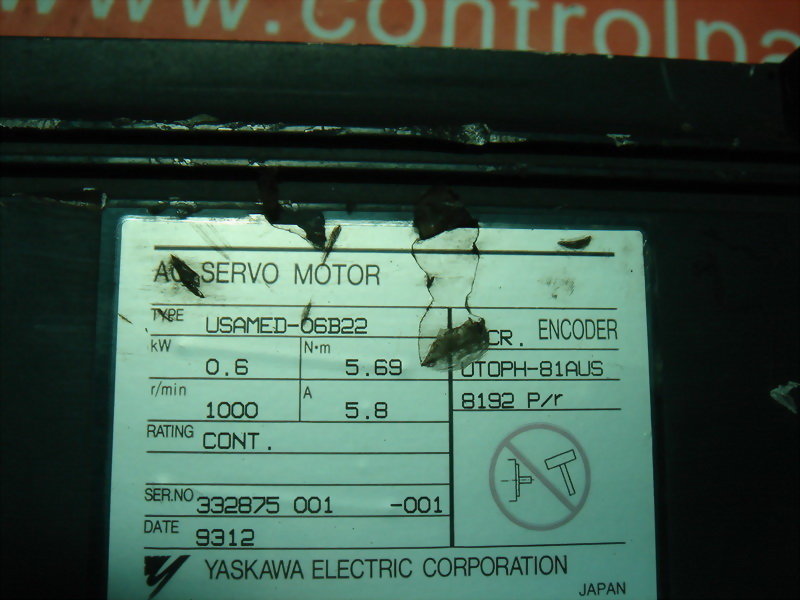 www.controlpa
AC SERVO MOTOR
TYPE USAMED-06B22
kW 0.6 N·m 5.69
r/min 1000 A 5.8
RATING CONT.
SER.NO 332875 001 -001
DATE 9312
CR. ENCODER
UTOPH-81AUS
8192 P/r
YASKAWA ELECTRIC CORPORATION
JAPAN